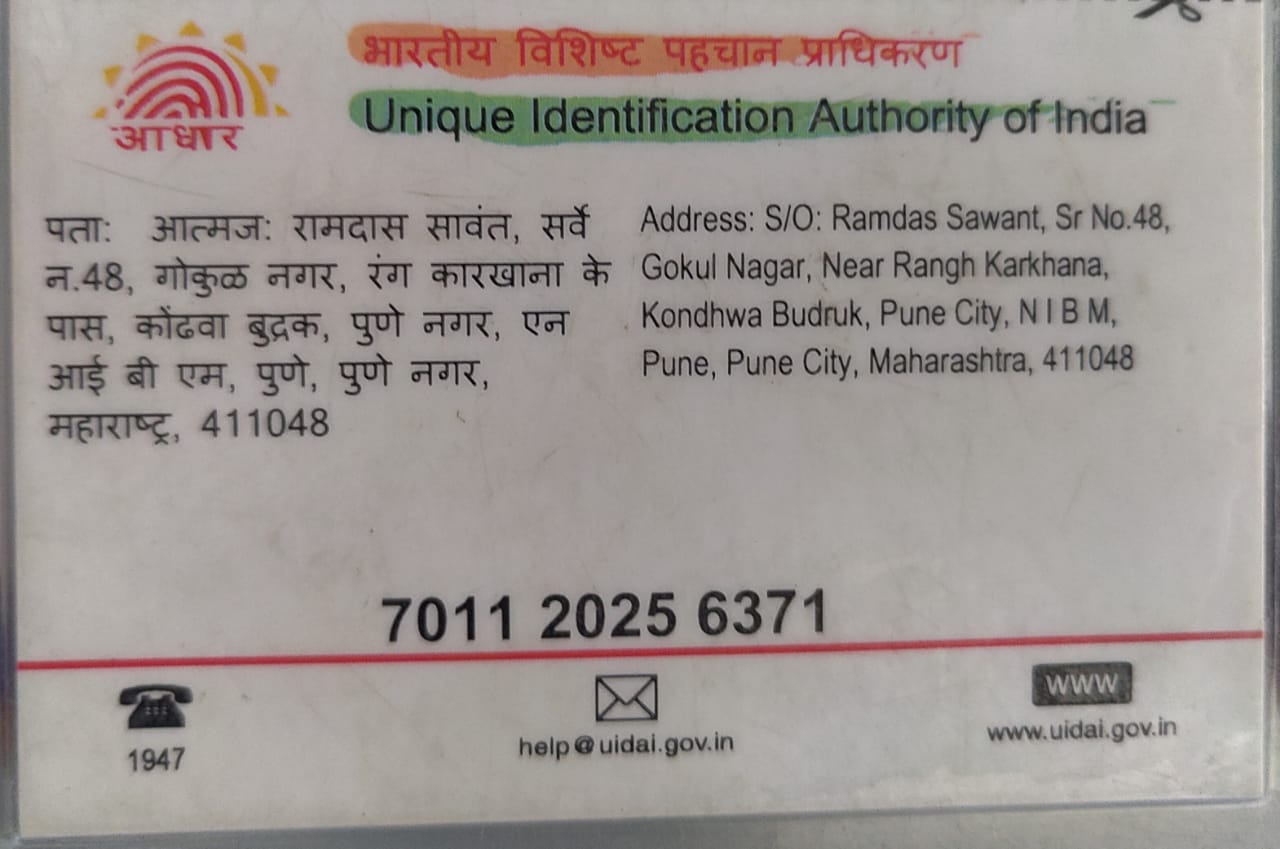 भारतीय विशिष्ट पहचान प्राधिकरण
Unique Identification Authority of India
आधार
पता: आत्मज: रामदास सावंत, सर्वे
न.48, गोकुळ नगर, रंग कारखाना के
पास, कोंढवा बुद्रक, पुणे नगर, एन
आई बी एम, पुणे, पुणे नगर,
महाराष्ट्र, 411048
Address: S/O: Ramdas Sawant, Sr No.48,
Gokul Nagar, Near Rangh Karkhana,
Kondhwa Budruk, Pune City, N I B M,
Pune, Pune City, Maharashtra, 411048
7011 2025 6371
WWW
1947
help@uidai.gov.in
www.uidai.gov.in